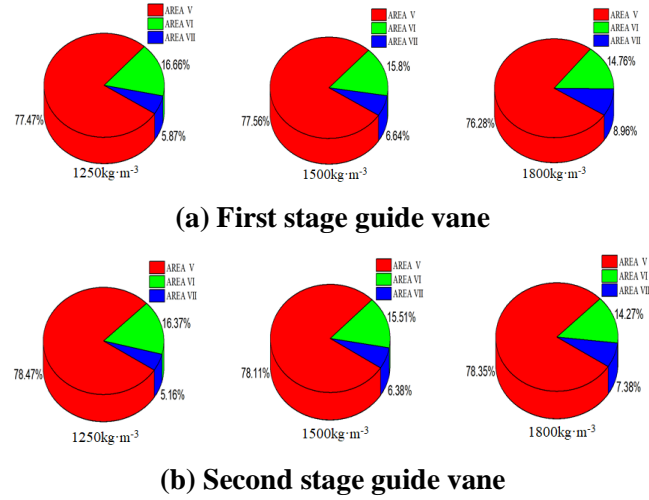 AREA V
AREA VI
AREA VII
16.66%
77.47%
5.87%
1250kg·m⁻³
AREA V
AREA VI
AREA VII
15.8%
77.56%
6.64%
1500kg·m⁻³
AREA V
AREA VI
AREA VII
14.76%
76.28%
8.96%
1800kg·m⁻³
(a) First stage guide vane
AREA V
AREA VI
AREA VII
16.37%
78.47%
5.16%
1250kg·m⁻³
AREA V
AREA VI
AREA VII
15.51%
78.11%
6.38%
1500kg·m⁻³
AREA V
AREA VI
AREA VII
14.27%
78.35%
7.38%
1800kg·m⁻³
(b) Second stage guide vane